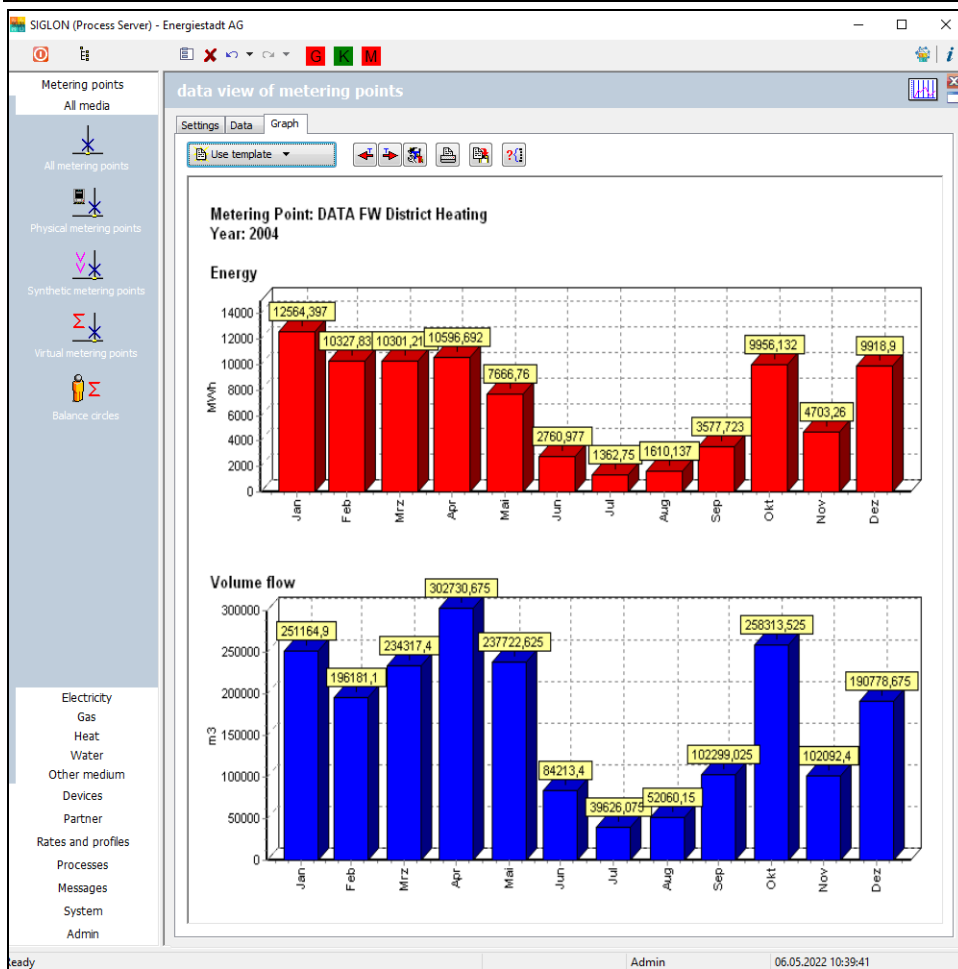 SIGLON (Process Server) - Energiestadt AG
G K M
Metering points
All media
All metering points
Physical metering points
Synthetic metering points
Virtual metering points
Balance circles
Electricity
Gas
Heat
Water
Other medium
Devices
Partner
Rates and profiles
Processes
Messages
System
Admin
data view of metering points
Settings Data Graph
Use template
Metering Point: DATA FW District Heating
Year: 2004
Energy
MWh
14000
12000
10000
8000
6000
4000
2000
0
12564,397
10327,83
10301,21
10596,692
7666,76
2760,977
1362,75
1610,137
3577,723
9956,132
4703,26
9918,9
Jan Feb Mrz Apr Mai Jun Jul Aug Sep Okt Nov Dez
Volume flow
m3
300000
250000
200000
150000
100000
50000
0
251164,9
196181,1
234317,4
302730,675
237722,625
84213,4
39626,075
52060,15
102299,025
258313,525
102092,4
190778,675
Jan Feb Mrz Apr Mai Jun Jul Aug Sep Okt Nov Dez
Ready Admin 06.05.2022 10:39:41